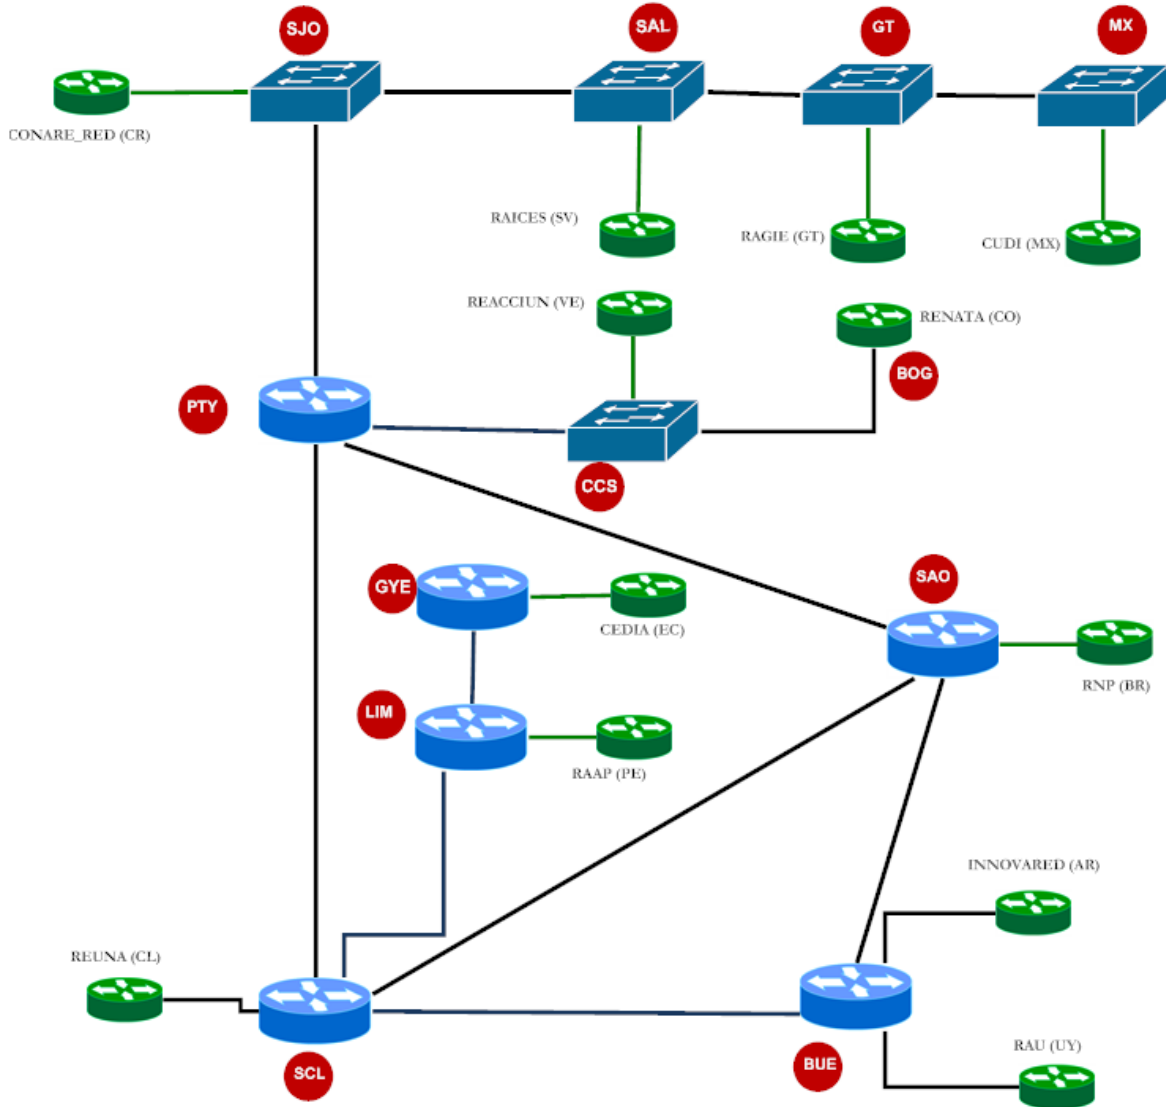 SJO
SAL
GT
MX
CONARE_RED (CR)
RAICES (SV)
RAGIE (GT)
CUDI (MX)
REACCIUN (VE)
RENATA (CO)
BOG
PTY
CCS
GYE
SAO
CEDIA (EC)
RNP (BR)
LIM
RAAP (PE)
INNOVARED (AR)
REUNA (CL)
RAU (UY)
SCL
BUE